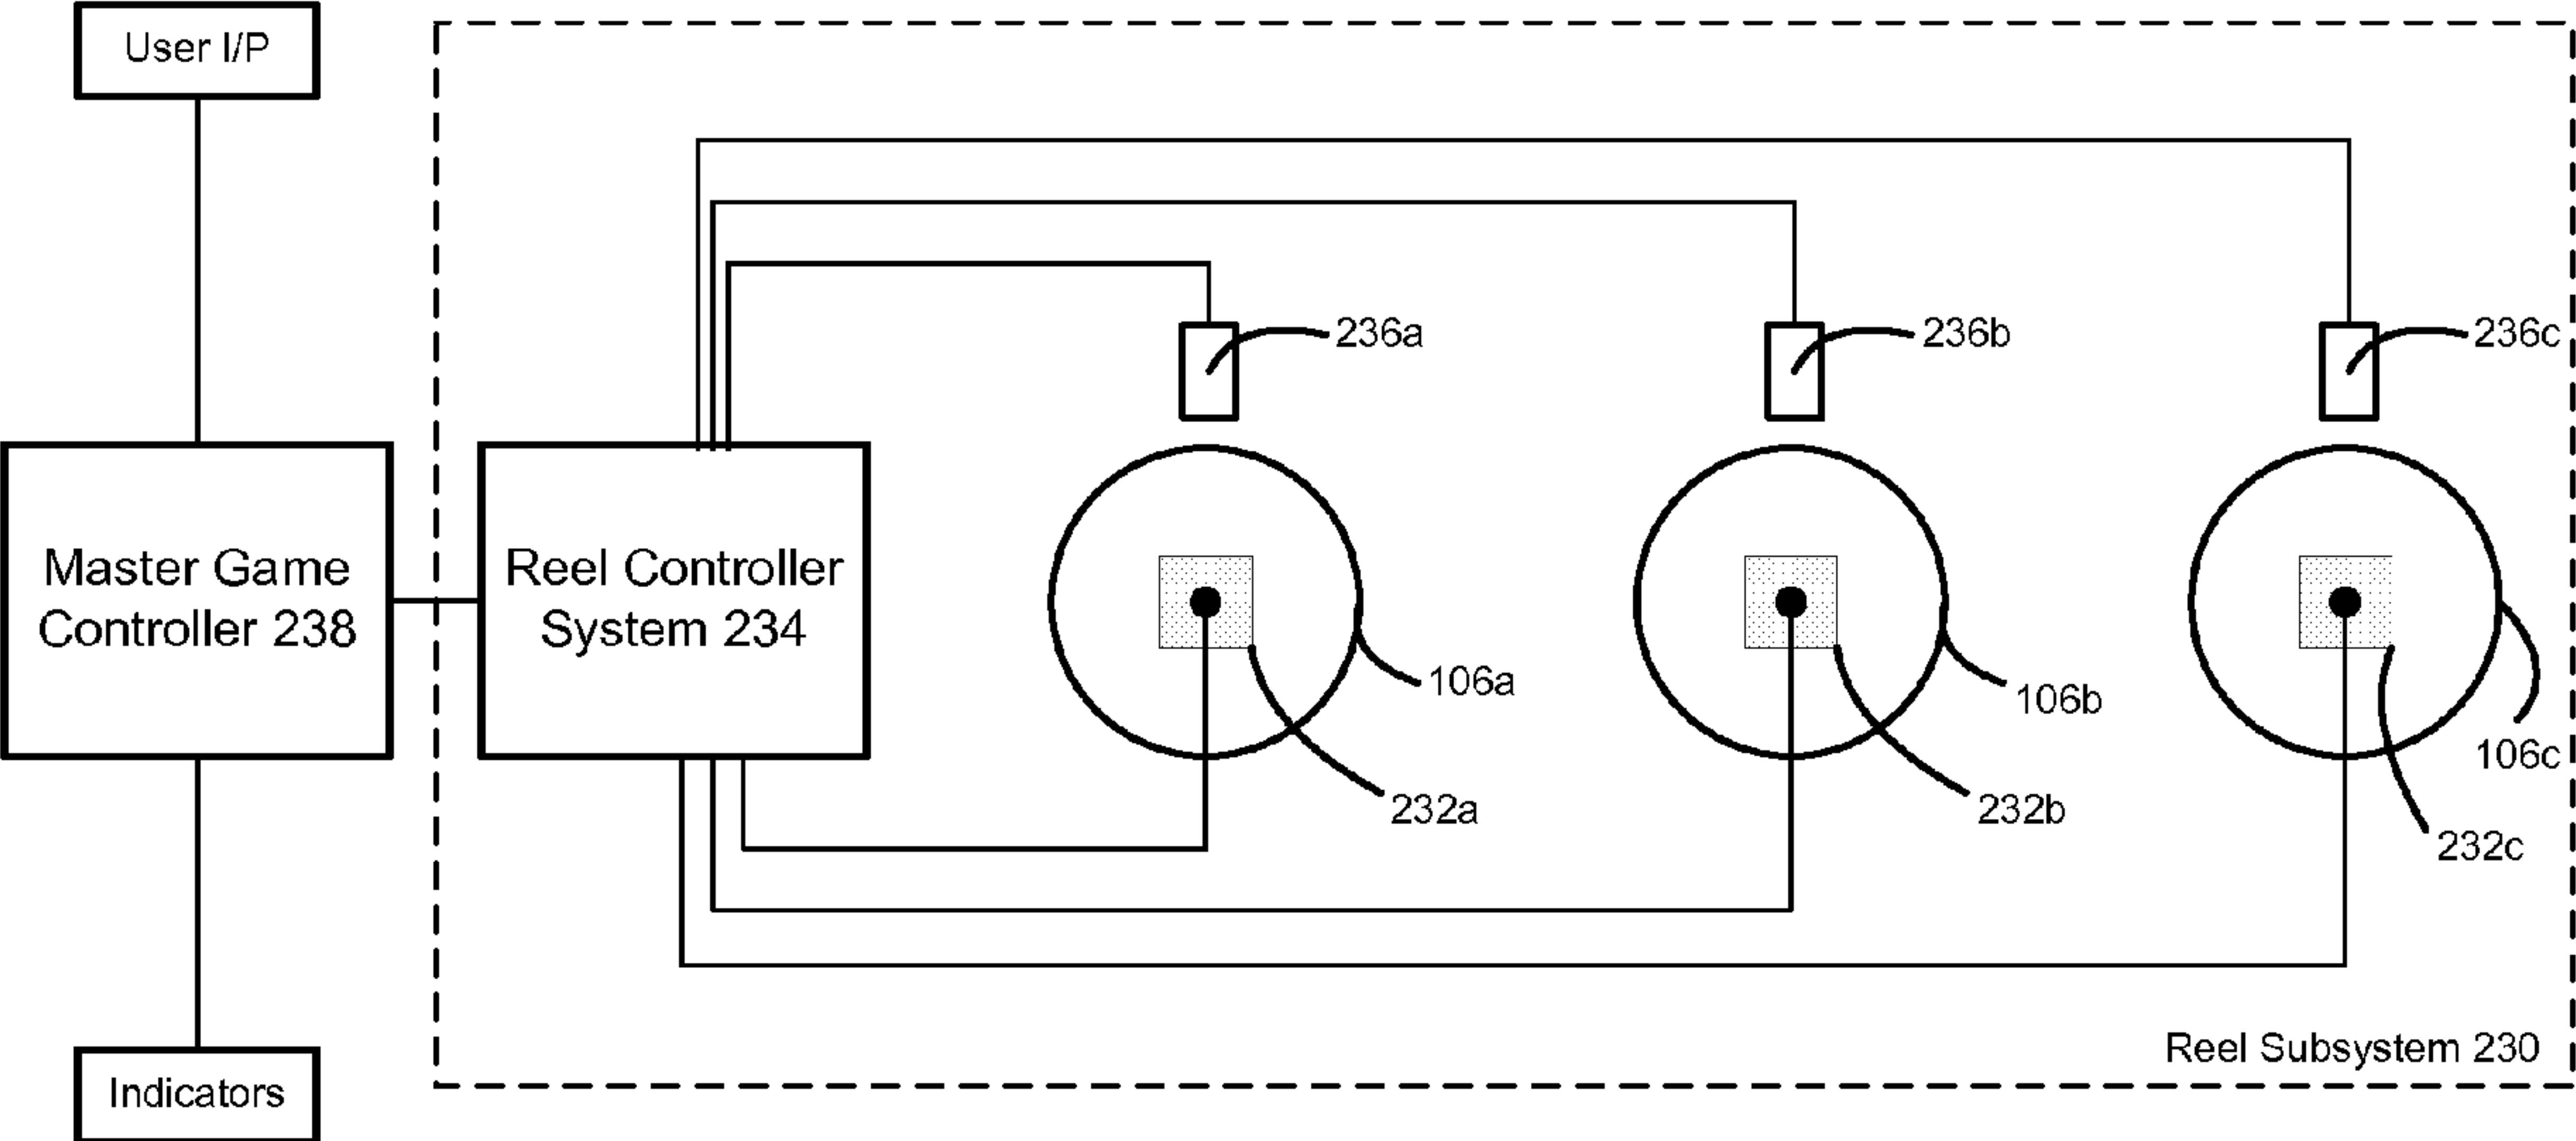 User I/P
236a
236b
236c
Master Game
Controller 238
Reel Controller
System 234
106a
106b
106c
232a
232b
232c
Reel Subsystem 230
Indicators